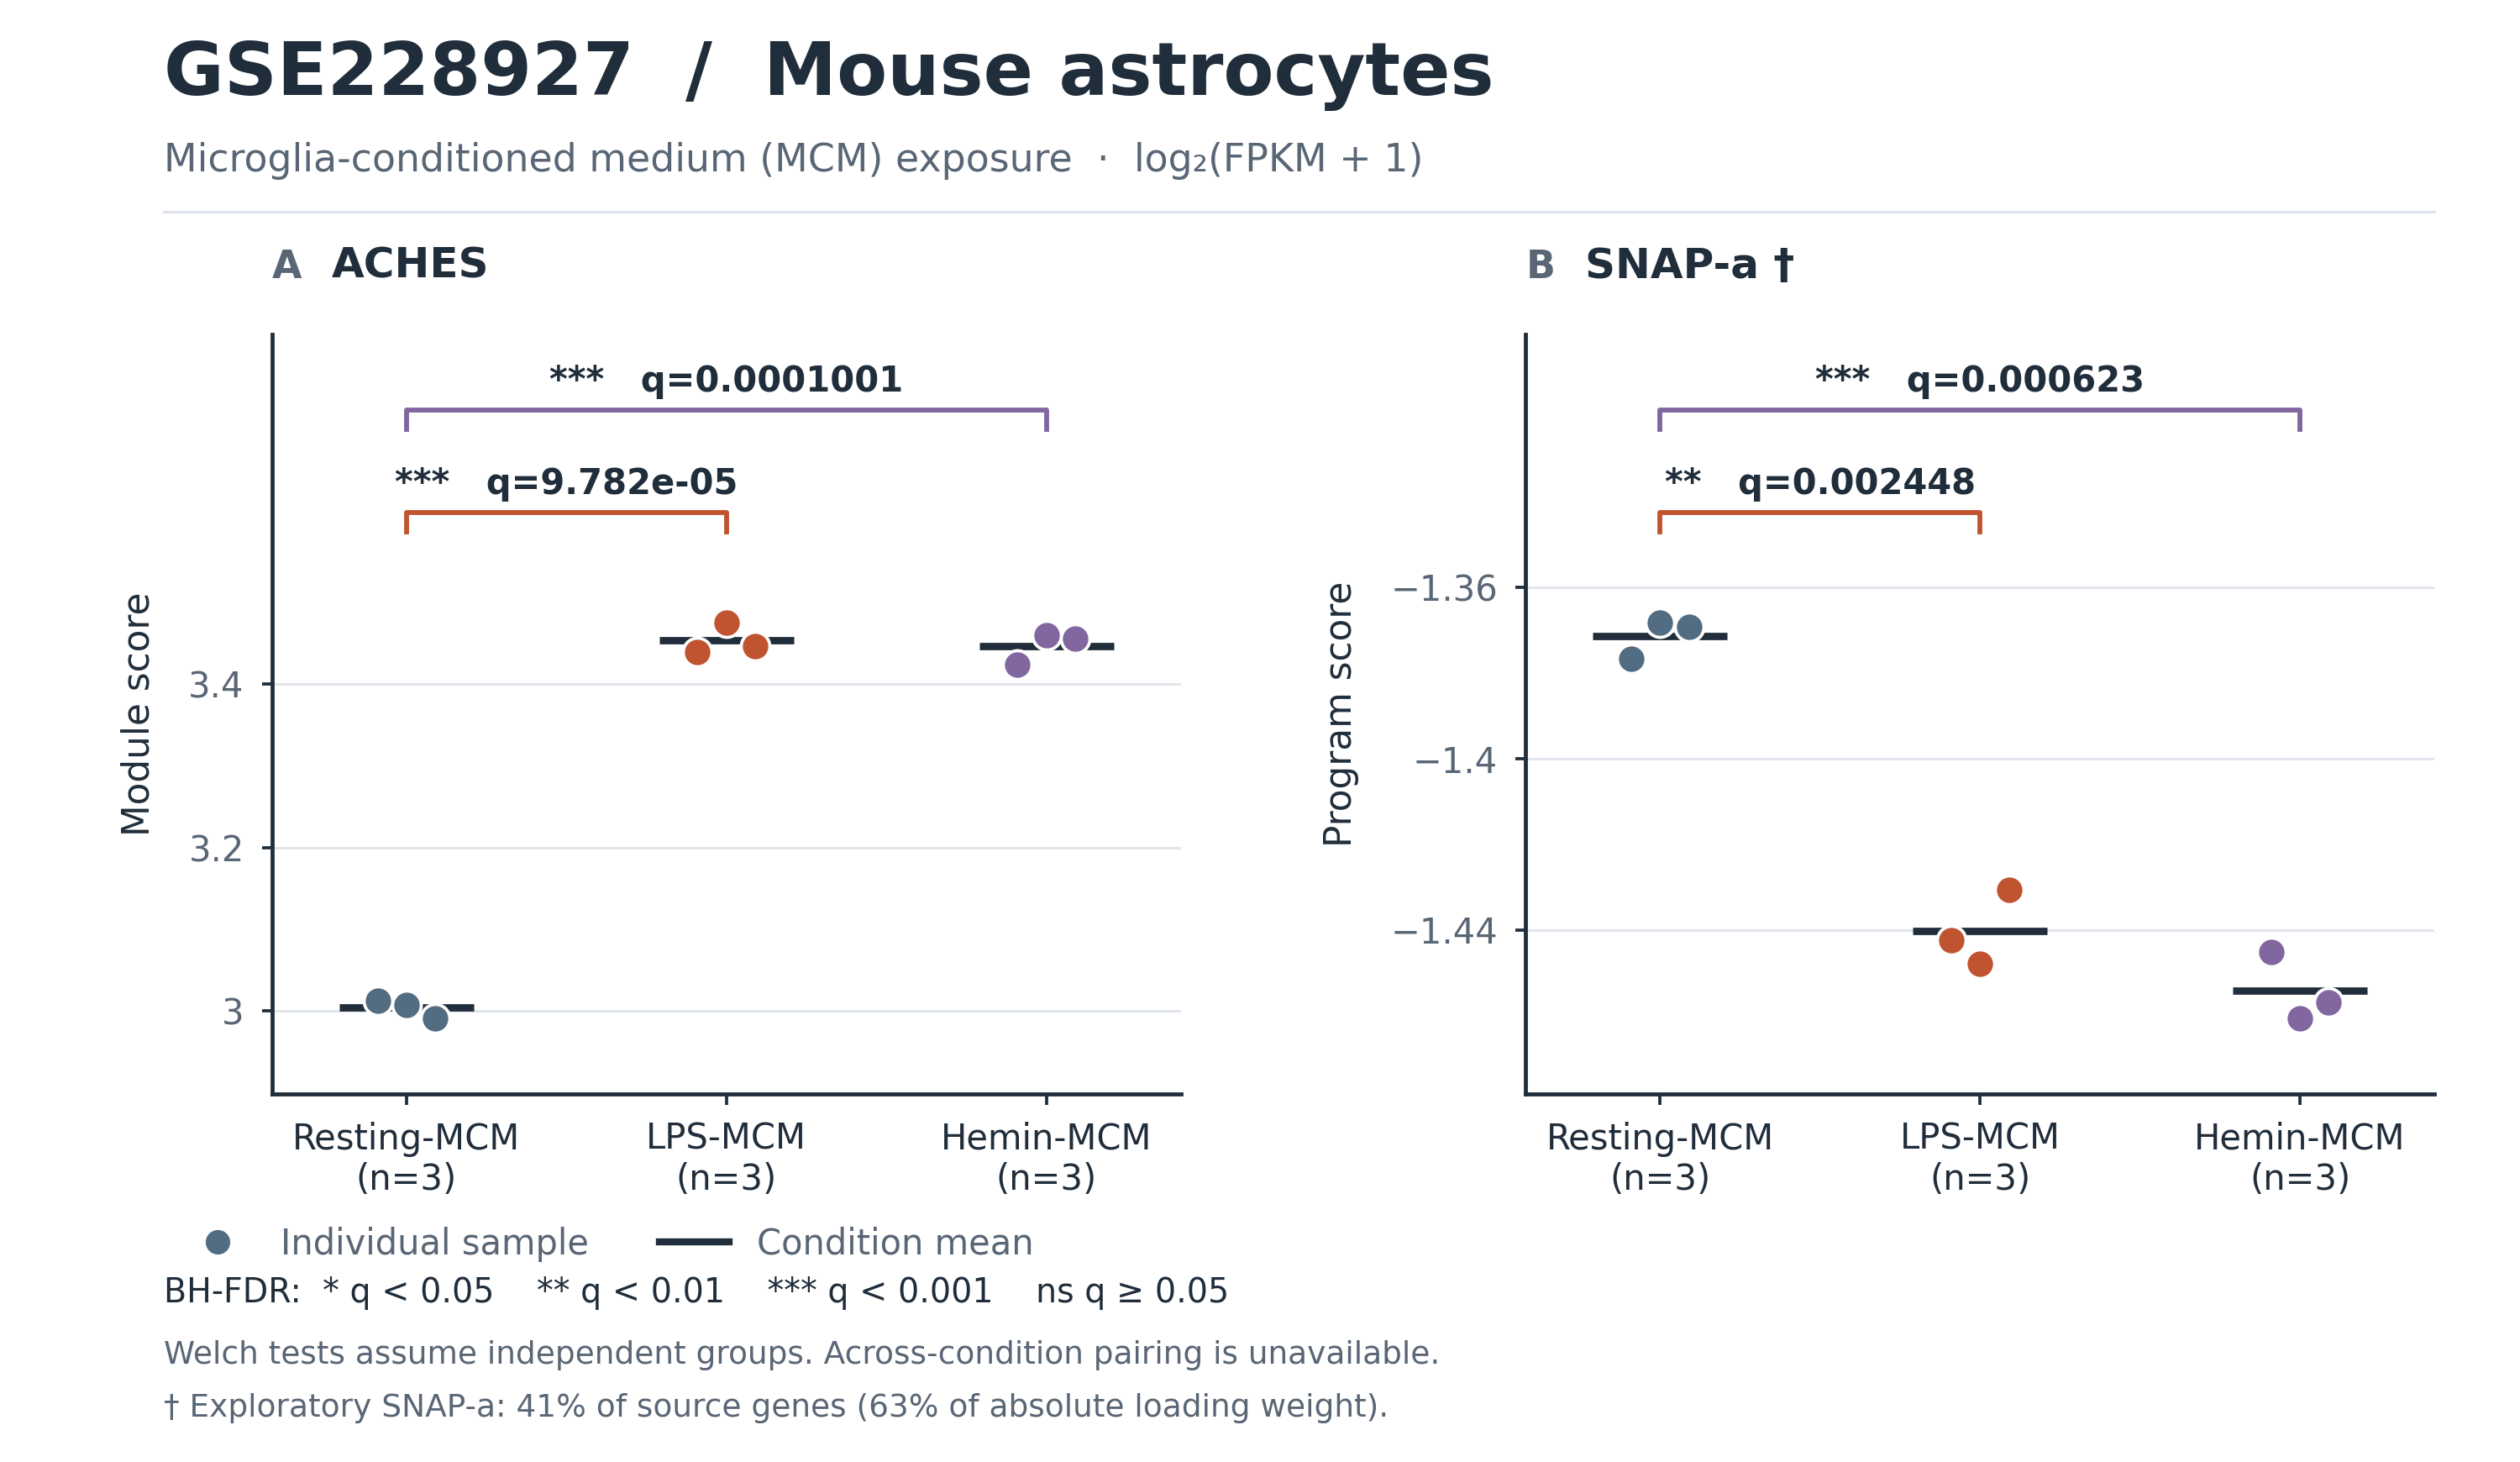 GSE228927 / Mouse astrocytes
Microglia-conditioned medium (MCM) exposure · log₂(FPKM + 1)
A ACHES
*** q=0.0001001
*** q=9.782e-05
Module score
3.4
3.2
3
Resting-MCM
(n=3)
LPS-MCM
(n=3)
Hemin-MCM
(n=3)
B SNAP-a †
*** q=0.000623
** q=0.002448
Program score
−1.36
−1.4
−1.44
Resting-MCM
(n=3)
LPS-MCM
(n=3)
Hemin-MCM
(n=3)
Individual sample Condition mean
BH-FDR: * q < 0.05 ** q < 0.01 *** q < 0.001 ns q ≥ 0.05
Welch tests assume independent groups. Across-condition pairing is unavailable.
† Exploratory SNAP-a: 41% of source genes (63% of absolute loading weight).